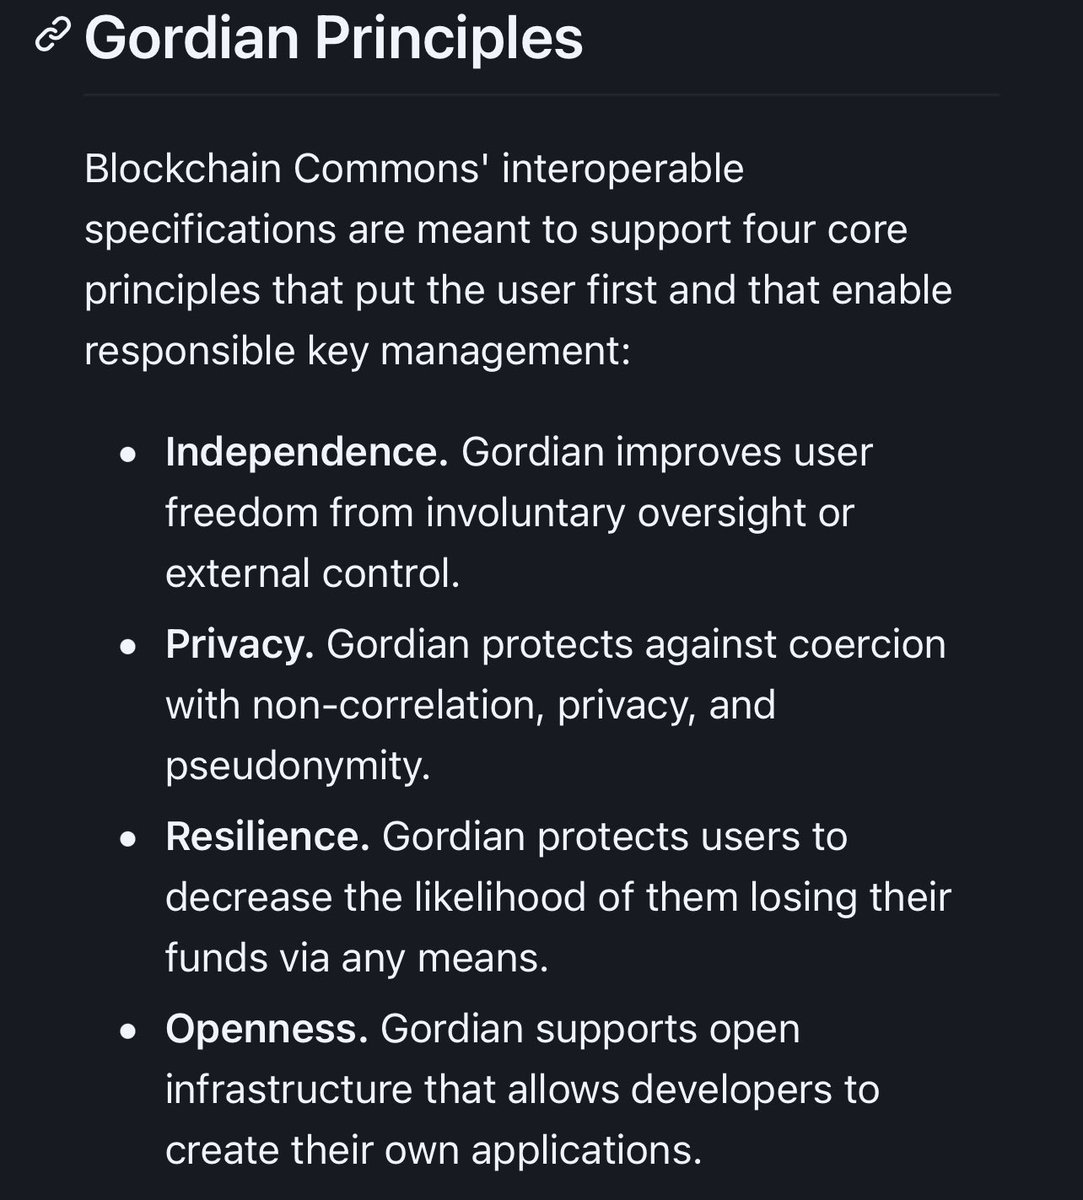 Gordian Principles
Blockchain Commons' interoperable
specifications are meant to support four core
principles that put the user first and that enable
responsible key management:
• Independence. Gordian improves user
freedom from involuntary oversight or
external control.
• Privacy. Gordian protects against coercion
with non-correlation, privacy, and
pseudonymity.
• Resilience. Gordian protects users to
decrease the likelihood of them losing their
funds via any means.
• Openness. Gordian supports open
infrastructure that allows developers to
create their own applications.